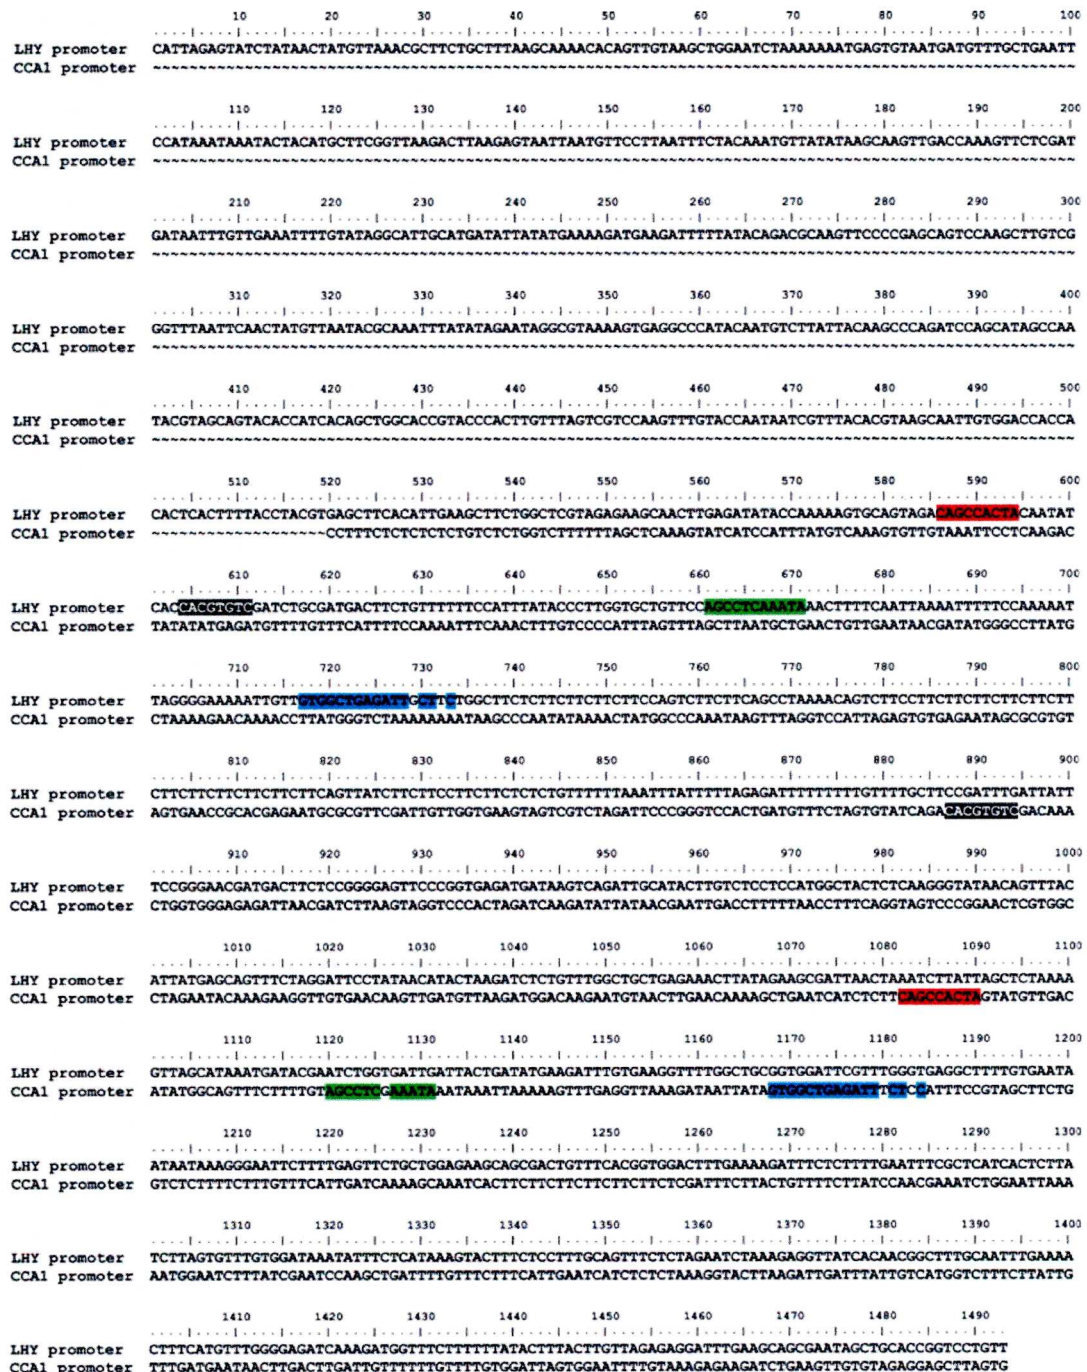 10 20 30 40 50 60 70 80 90 100
LHY promoter CATTAGAGTATCTATAACTATGTTAAACGCTTCTGCTTTAAGCAAAACACAGTTGTAAGCTGGAATCTAAAAAAATGAGTGTAATGATGTTTGCTGAATT
CCA1 promoter ~~~~~~~~~~~~~~~~~~~~~~~~~~~~~~~~~~~~~~~~~~~~~~~~~~~~~~~~~~~~~~~~~~~~~~~~~~~~~~~~~~~~~~~~~~~~~~~~~~~~
110 120 130 140 150 160 170 180 190 200
LHY promoter CCATAAATAAATACTACATGCTTCGGTTAAGACTTAAGAGTAATTAATGTTCCTTAATTTCTACAAATGTTATATAAGCAAGTTGACCAAAGTTCTCGAT
CCA1 promoter ~~~~~~~~~~~~~~~~~~~~~~~~~~~~~~~~~~~~~~~~~~~~~~~~~~~~~~~~~~~~~~~~~~~~~~~~~~~~~~~~~~~~~~~~~~~~~~~~~~~~
210 220 230 240 250 260 270 280 290 300
LHY promoter GATAATTTGTTGAAATTTTGTATAGGCATTGCATGATATTATATGAAAAGATGAAGATTTTTATACAGACGCAAGTTCCCCGAGCAGTCCAAGCTTGTCG
CCA1 promoter ~~~~~~~~~~~~~~~~~~~~~~~~~~~~~~~~~~~~~~~~~~~~~~~~~~~~~~~~~~~~~~~~~~~~~~~~~~~~~~~~~~~~~~~~~~~~~~~~~~~~
310 320 330 340 350 360 370 380 390 400
LHY promoter GGTTTAATTCAACTATGTTAATACGCAAATTTATATAGAATAGGCGTAAAAGTGAGGCCCATACAATGTCTTATTACAAGCCCAGATCCAGCATAGCCAA
CCA1 promoter ~~~~~~~~~~~~~~~~~~~~~~~~~~~~~~~~~~~~~~~~~~~~~~~~~~~~~~~~~~~~~~~~~~~~~~~~~~~~~~~~~~~~~~~~~~~~~~~~~~~~
410 420 430 440 450 460 470 480 490 500
LHY promoter TACGTAGCAGTACACCATCACAGCTGGCACCGTACCCACTTGTTTAGTCGTCCAAGTTTGTACCAATAATCGTTTACACGTAAGCAATTGTGGACCACCA
CCA1 promoter ~~~~~~~~~~~~~~~~~~~~~~~~~~~~~~~~~~~~~~~~~~~~~~~~~~~~~~~~~~~~~~~~~~~~~~~~~~~~~~~~~~~~~~~~~~~~~~~~~~~~
510 520 530 540 550 560 570 580 590 600
LHY promoter CACTCACTTTTACCTACGTGAGCTTCACATTGAAGCTTCTGGCTCGTAGAGAAGCAACTTGAGATATACCAAAAAGTGCAGTAGACAGCCACTACAATAT
CCA1 promoter ~~~~~~~~~~~~~~~~~~~CCTTTCTCTCTCTCTGTCTCTGGTCTTTTTTAGCTCAAAGTATCATCCATTTATGTCAAAGTGTTGTAAATTCCTCAAGAC
610 620 630 640 650 660 670 680 690 700
LHY promoter CACCACGTGTCGATCTGCGATGACTTCTGTTTTTTCCATTTATACCCTTGGTGCTGTTCCAGCCTCAAATAAACTTTTCAATTAAAATTTTTCCAAAAAT
CCA1 promoter TATATATGAGATGTTTTGTTTCATTTTCCAAAATTTCAAACTTTGTCCCCATTTAGTTTAGCTTAATGCTGAACTGTTGAATAACGATATGGGCCTTATG
710 720 730 740 750 760 770 780 790 800
LHY promoter TAGGGGAAAAATTGTTGTGGCTGAGATTGCTTCTGGCTTCTCTTCTTCTTCTTCCAGTCTTCTTCAGCCTAAAACAGTCTTCCTTCTTCTTCTTCTTCTT
CCA1 promoter CTAAAAGAACAAAACCTTATGGGTCTAAAAAAAATAAGCCCAATATAAAACTATGGCCCAAATAAGTTTAGGTCCATTAGAGTGTGAGAATAGCGCGTGT
810 820 830 840 850 860 870 880 890 900
LHY promoter CTTCTTCTTCTTCTTCTTCAGTTATCTTCTTCCTTCTTCTCTCTGTTTTTTAAATTTATTTTTAGAGATTTTTTTTTGTTTTGCTTCCGATTTGATTATT
CCA1 promoter AGTGAACCGCACGAGAATGCGCGTTCGATTGTTGGTGAAGTAGTCGTCTAGATTCCCGGGTCCACTGATGTTTCTAGTGTATCAGACACGTGTCGACAAA
910 920 930 940 950 960 970 980 990 1000
LHY promoter TCCGGGAACGATGACTTCTCCGGGGAGTTCCCGGTGAGATGATAAGTCAGATTGCATACTTGTCTCCTCCATGGCTACTCTCAAGGGTATAACAGTTTAC
CCA1 promoter CTGGTGGGAGAGATTAACGATCTTAAGTAGGTCCCACTAGATCAAGATATTATAACGAATTGACCTTTTTAACCTTTCAGGTAGTCCCGGAACTCGTGGC
1010 1020 1030 1040 1050 1060 1070 1080 1090 1100
LHY promoter ATTATGAGCAGTTTCTAGGATTCCTATAACATACTAAGATCTCTGTTTGGCTGCTGAGAAACTTATAGAAGCGATTAACTAAATCTTATTAGCTCTAAAA
CCA1 promoter CTAGAATACAAAGAAGGTTGTGAACAAGTTGATGTTAAGATGGACAAGAATGTAACTTGAACAAAAGCTGAATCATCTCTTCAGCCACTAGTATGTTGAC
1110 1120 1130 1140 1150 1160 1170 1180 1190 1200
LHY promoter GTTAGCATAAATGATACGAATCTGGTGATTGATTACTGATATGAAGATTTGTGAAGGTTTTGGCTGCGGTGGATTCGTTTGGGTGAGGCTTTTGTGAATA
CCA1 promoter ATATGGCAGTTTCTTTTGTAGCCTCGAAATAAATAAATTAAAAAGTTTGAGGTTAAAGATAATTATAGTGGCTGAGATTTCTCCATTTCCGTAGCTTCTG
1210 1220 1230 1240 1250 1260 1270 1280 1290 1300
LHY promoter ATAATAAAGGGAATTCTTTTGAGTTCTGCTGGAGAAGCAGCGACTGTTTCACGGTGGACTTTGAAAAGATTTCTCTTTTGAATTTCGCTCATCACTCTTA
CCA1 promoter GTCTCTTTTCTTTGTTTCATTGATCAAAAGCAAATCACTTCTTCTTCTTCTTCTTCTCGATTTCTTACTGTTTTCTTATCCAACGAAATCTGGAATTAAA
1310 1320 1330 1340 1350 1360 1370 1380 1390 1400
LHY promoter TCTTAGTGTTTGTGGATAAATATTTCTCATAAAGTACTTTCTCCTTTGCAGTTTCTCTAGAATCTAAAGAGGTTATCACAACGGCTTTGCAATTTGAAAA
CCA1 promoter AATGGAATCTTTATCGAATCCAAGCTGATTTTGTTTCTTTCATTGAATCATCTCTCTAAAGGTACTTAAGATTGATTTATTGTCATGGTCTTTCTTATTG
1410 1420 1430 1440 1450 1460 1470 1480 1490
LHY promoter CTTTCATGTTTGGGGAGATCAAAGATGGTTTCTTTTTTATACTTTACTTGTTAGAGAGGATTTGAAGCAGCGAATAGCTGCACCGGTCCTGTT
CCA1 promoter TTTGATGAATAACTTGACTTGATTGTTTTTTGTTTTGTGGATTAGTGGAATTTTGTAAAGAGAAGATCTGAAGTTGTGTAGAGGAGCTTAGTG